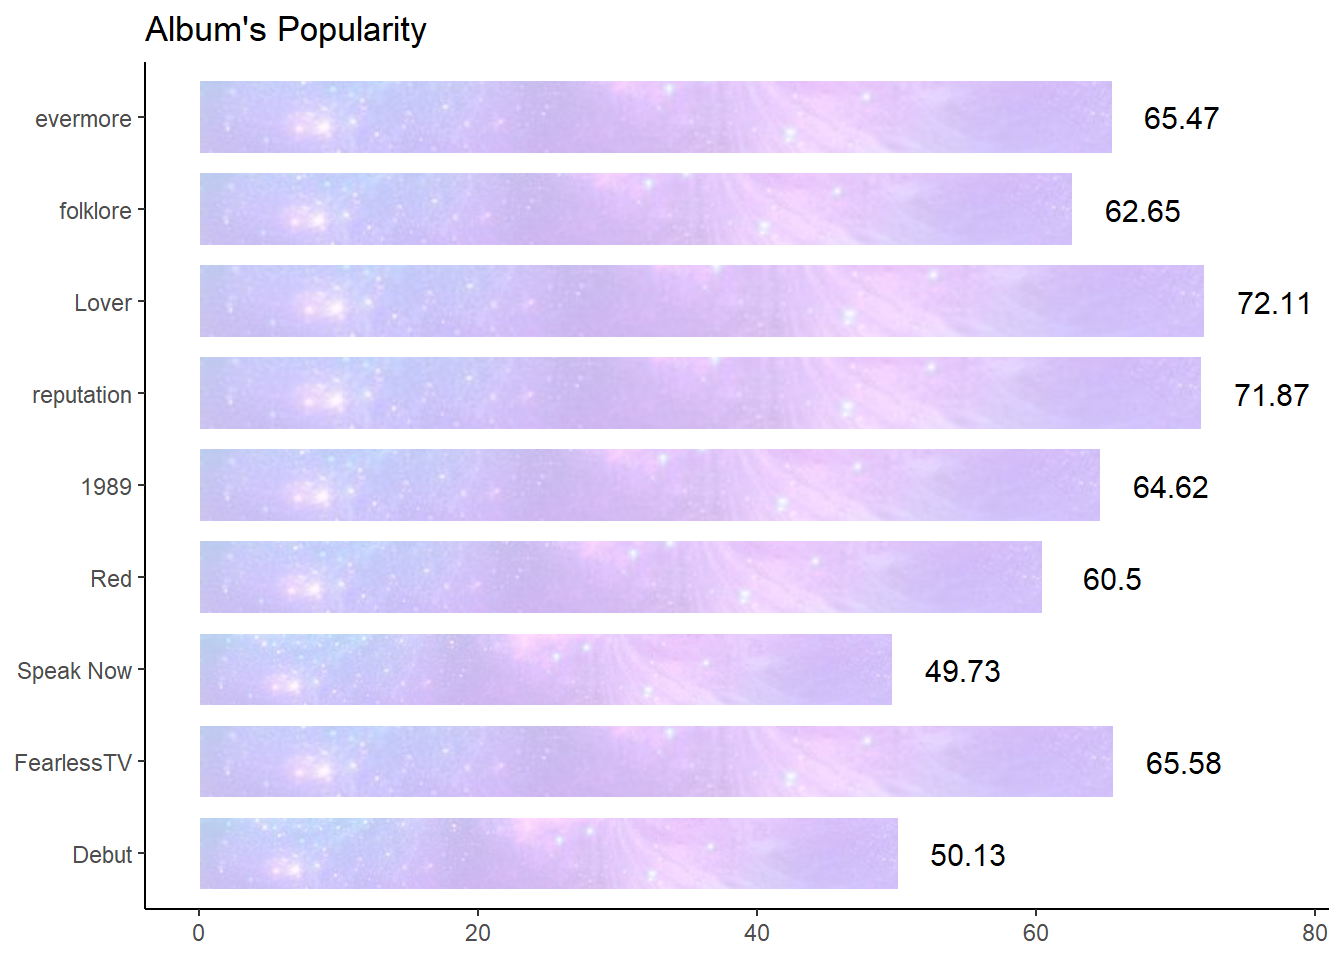 Album's Popularity
evermore 65.47
folklore 62.65
Lover 72.11
reputation 71.87
1989 64.62
Red 60.5
Speak Now 49.73
FearlessTV 65.58
Debut 50.13
0 20 40 60 80